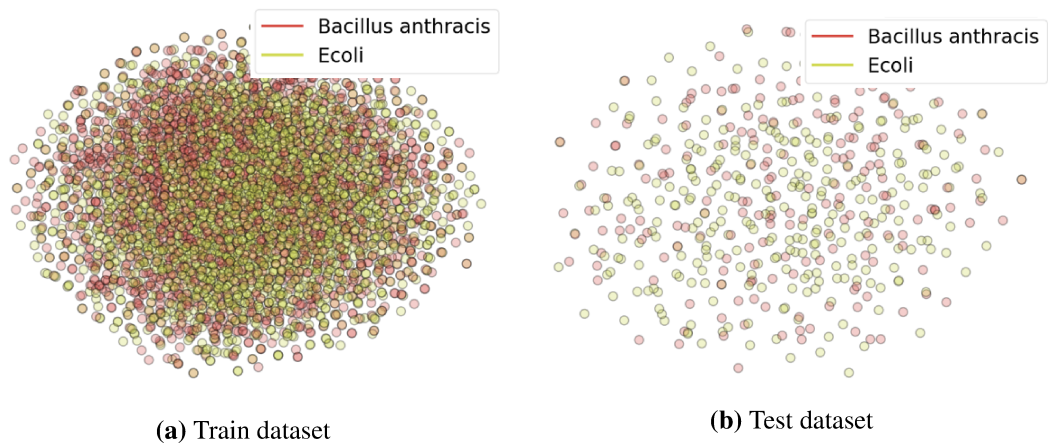 Bacillus anthracis
Ecoli
(a) Train dataset
Bacillus anthracis
Ecoli
(b) Test dataset